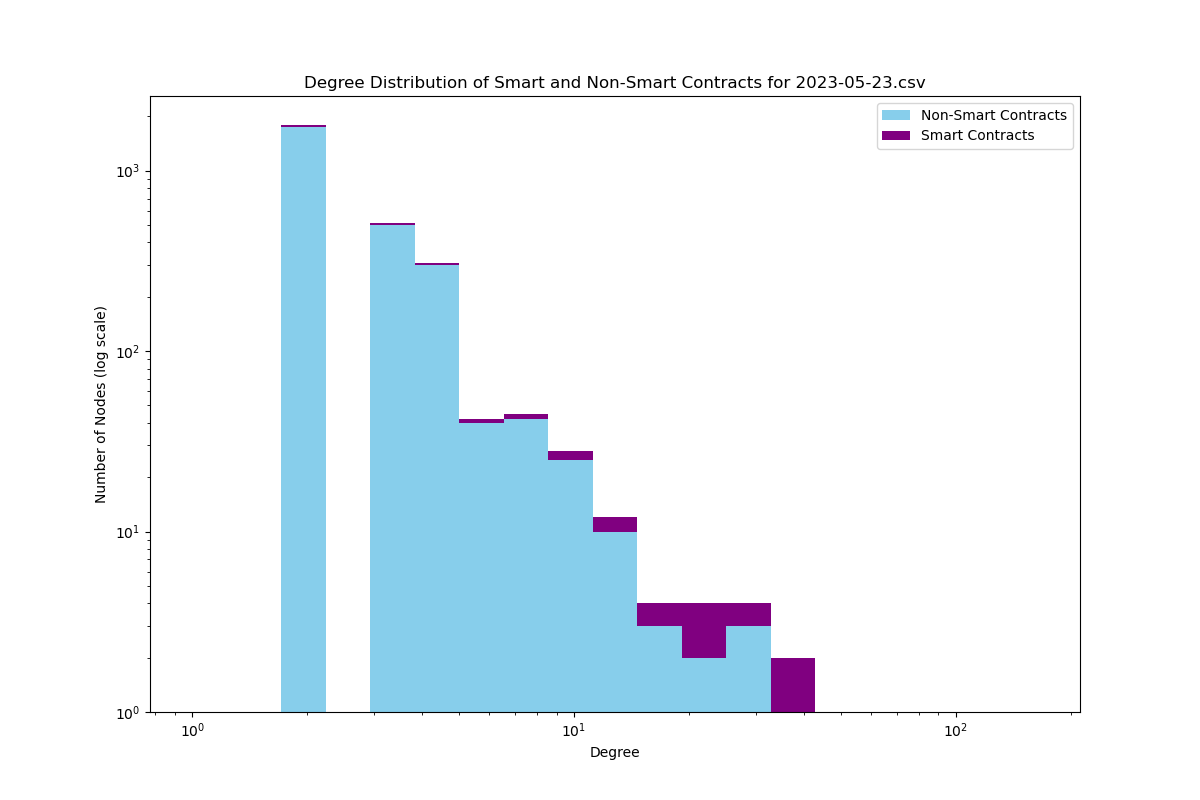 Degree Distribution of Smart and Non-Smart Contracts for 2023-05-23.csv
Non-Smart Contracts
Smart Contracts
Number of Nodes (log scale)
10³
10²
10¹
10⁰
10⁰ 10¹ 10²
Degree